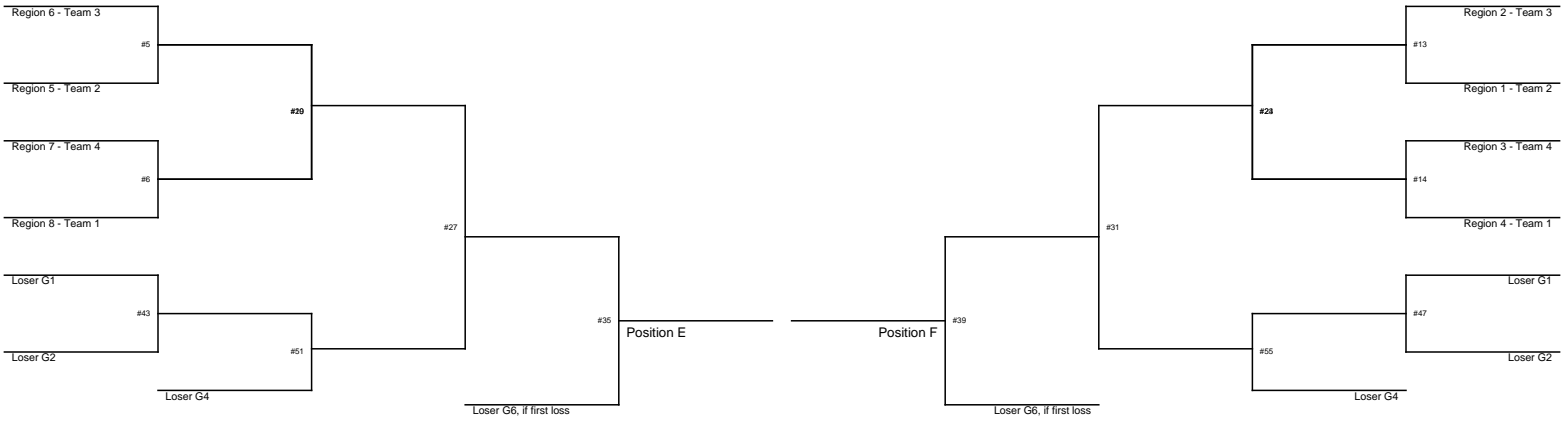 Region 6 - Team 3
#5
Region 5 - Team 2
Region 7 - Team 4
#6
Region 8 - Team 1
#27
Loser G1
#43
Loser G2
#51
Loser G4
#35
Position E
Loser G6, if first loss
Region 2 - Team 3
#13
Region 1 - Team 2
Region 3 - Team 4
#14
Region 4 - Team 1
#31
Loser G1
#47
Loser G2
#55
Loser G4
#39
Position F
Loser G6, if first loss